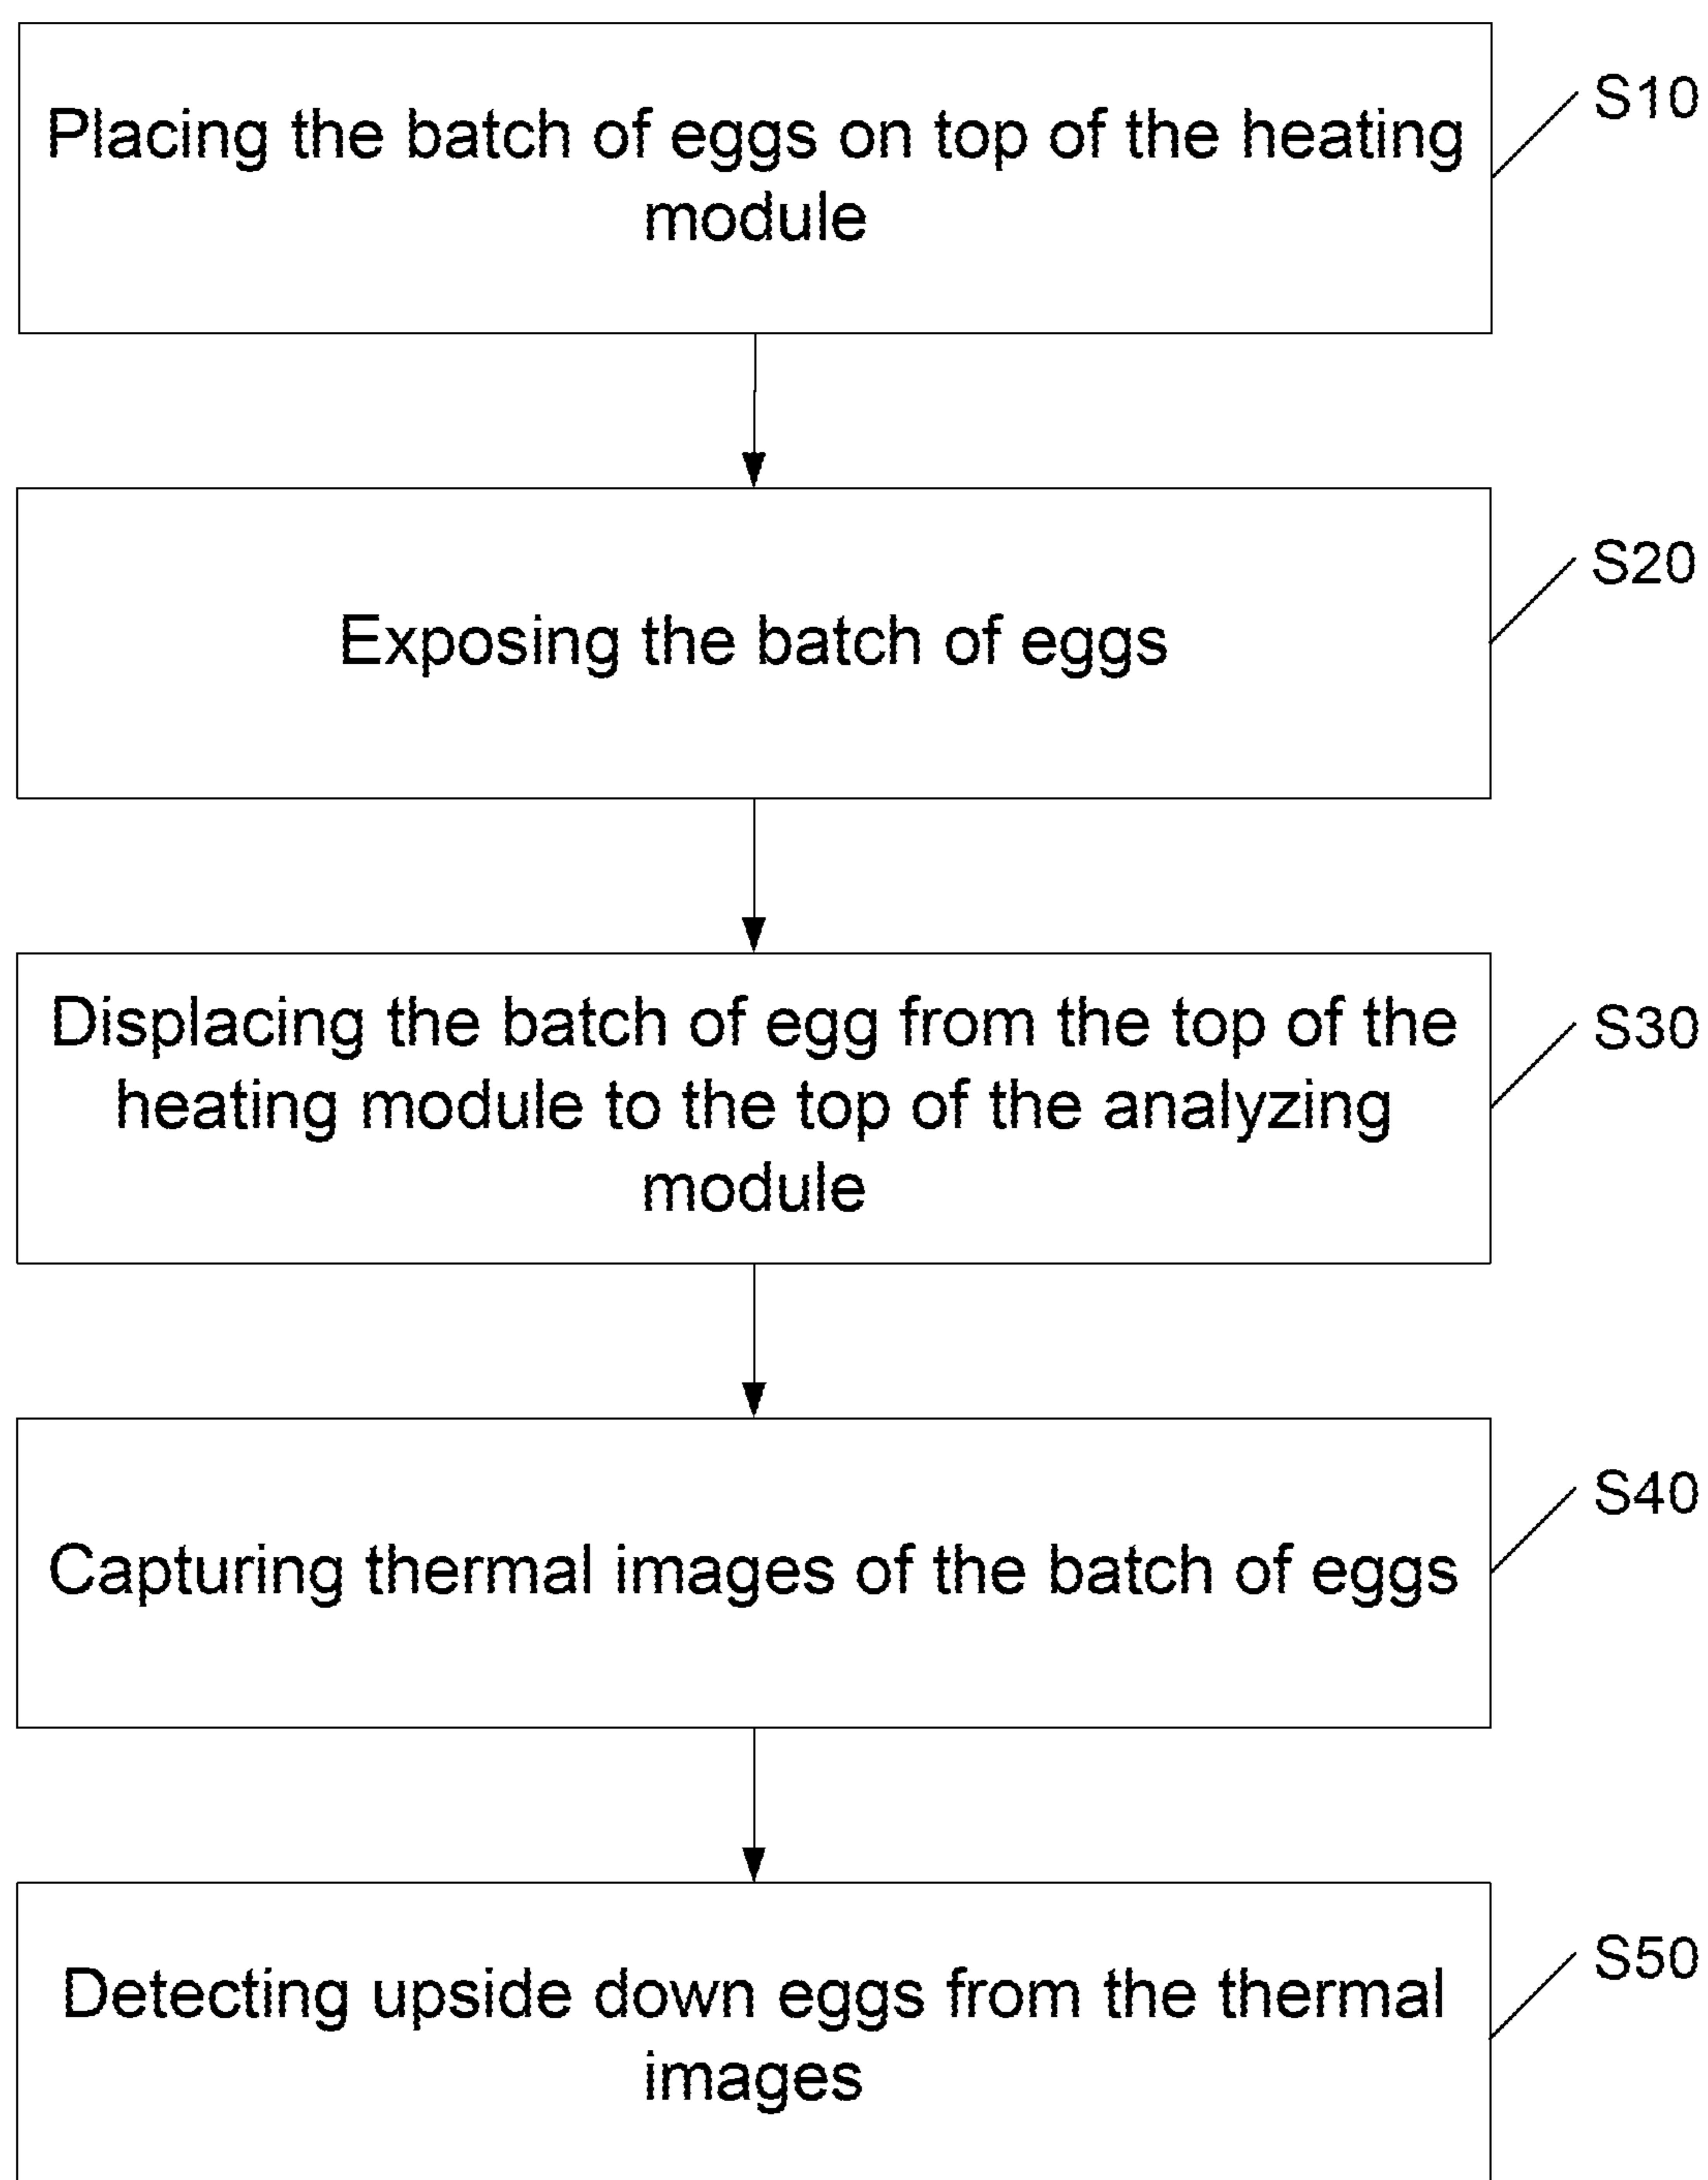 Placing the batch of eggs on top of the heating
module
S10
Exposing the batch of eggs
S20
Displacing the batch of egg from the top of the
heating module to the top of the analyzing
module
S30
Capturing thermal images of the batch of eggs
S40
Detecting upside down eggs from the thermal
images
S50